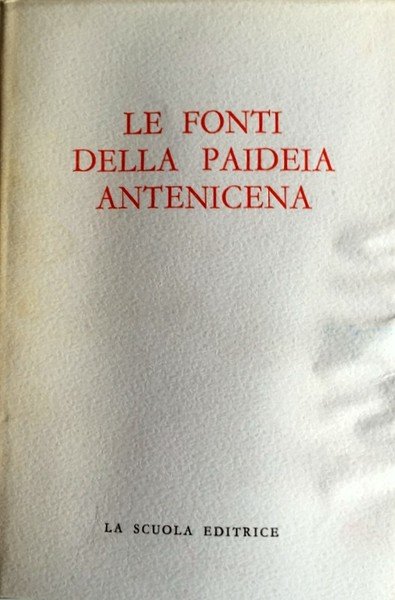 LE FONTI
DELLA PAIDEIA
ANTENICENA
LA SCUOLA EDITRICE